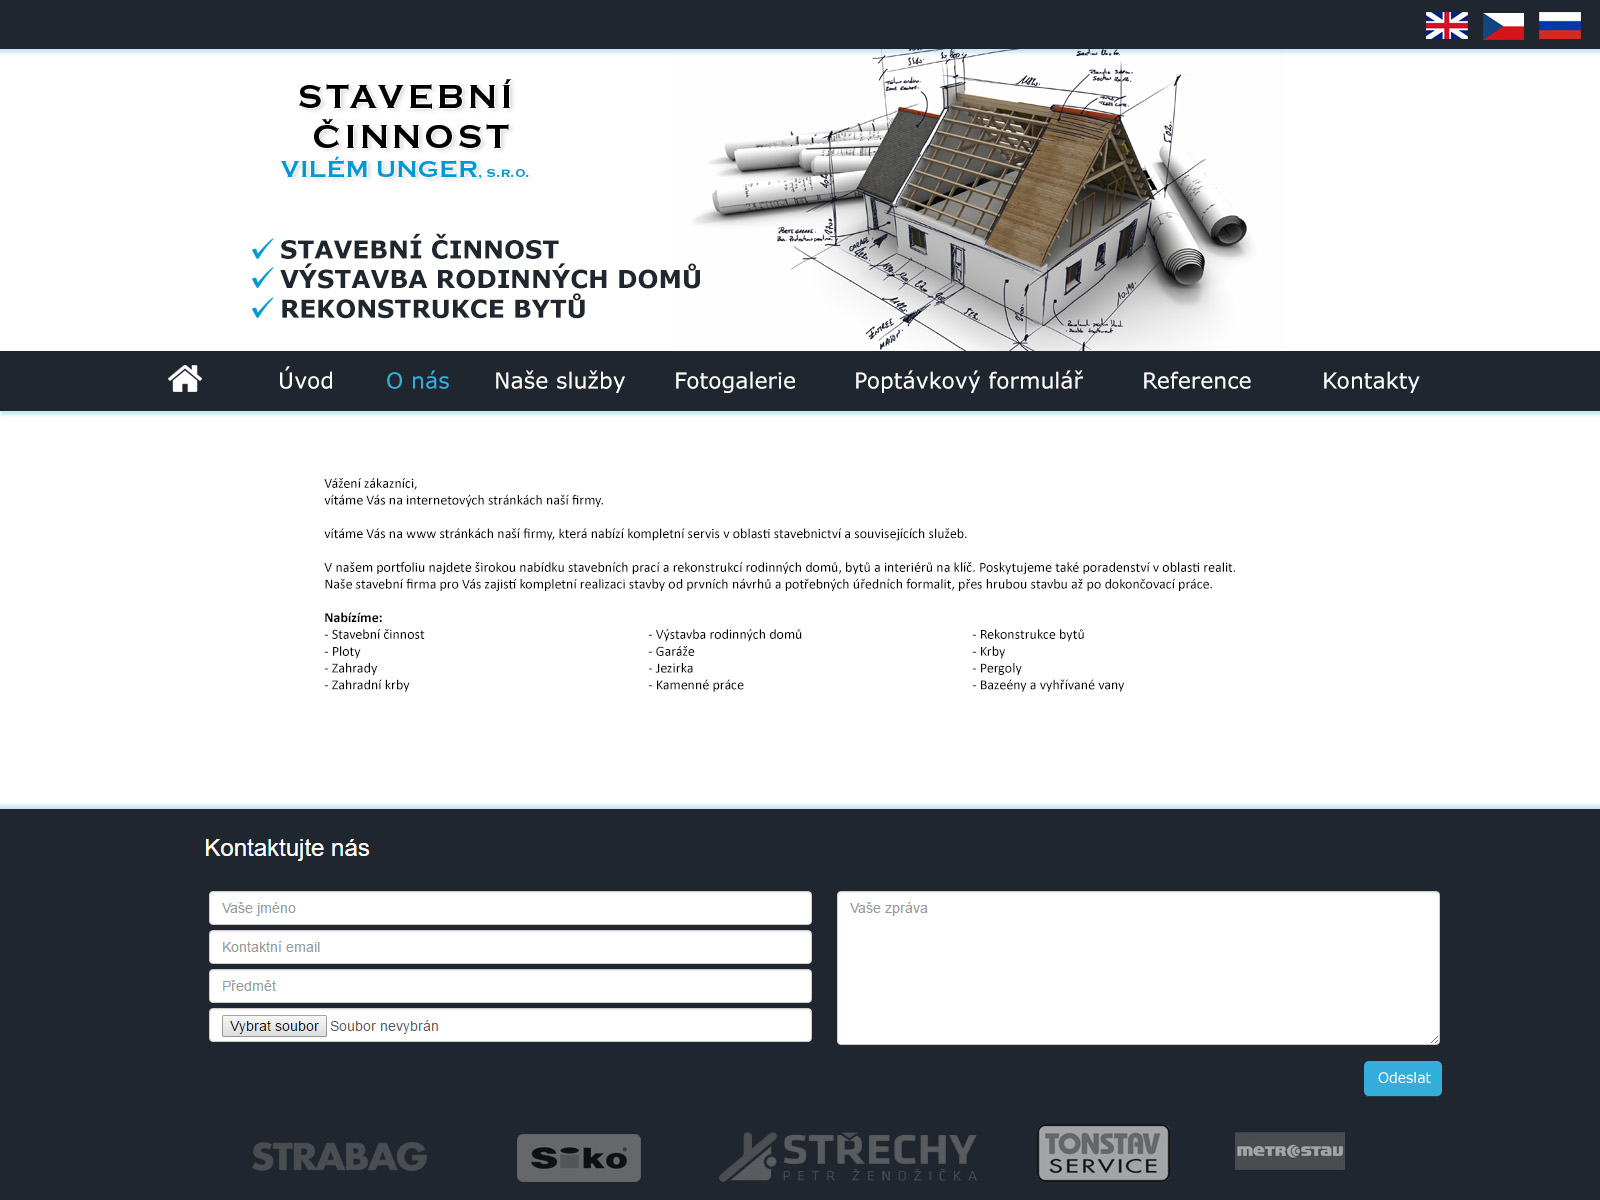 STAVEBNÍ
ČINNOST
VILÉM UNGER, S.R.O.
STAVEBNÍ ČINNOST
VÝSTAVBA RODINNÝCH DOMŮ
REKONSTRUKCE BYTŮ
Úvod O nás Naše služby Fotogalerie Poptávkový formulář Reference Kontakty
Vážení zákazníci,
vítáme Vás na internetových stránkách naší firmy.
vítáme Vás na www stránkách naší firmy, která nabízí kompletní servis v oblasti stavebnictví a souvisejících služeb.
V našem portfoliu najdete širokou nabídku stavebních prací a rekonstrukcí rodinných domů, bytů a interiérů na klíč. Poskytujeme také poradenství v oblasti realit.
Naše stavební firma pro Vás zajistí kompletní realizaci stavby od prvních návrhů a potřebných úředních formalit, přes hrubou stavbu až po dokončovací práce.
Nabízíme:
- Stavební činnost - Výstavba rodinných domů - Rekonstrukce bytů
- Ploty - Garáže - Krby
- Zahrady - Jezirka - Pergoly
- Zahradní krby - Kamenné práce - Bazeény a vyhřívané vany
Kontaktujte nás
Vaše jméno
Kontaktní email
Předmět
Vybrat soubor Soubor nevybrán
Vaše zpráva
Odeslat
STRABAG
Siko
STŘECHY
PETR ŽENOŽIČKA
TONSTAV
SERVICE
METROSTAV